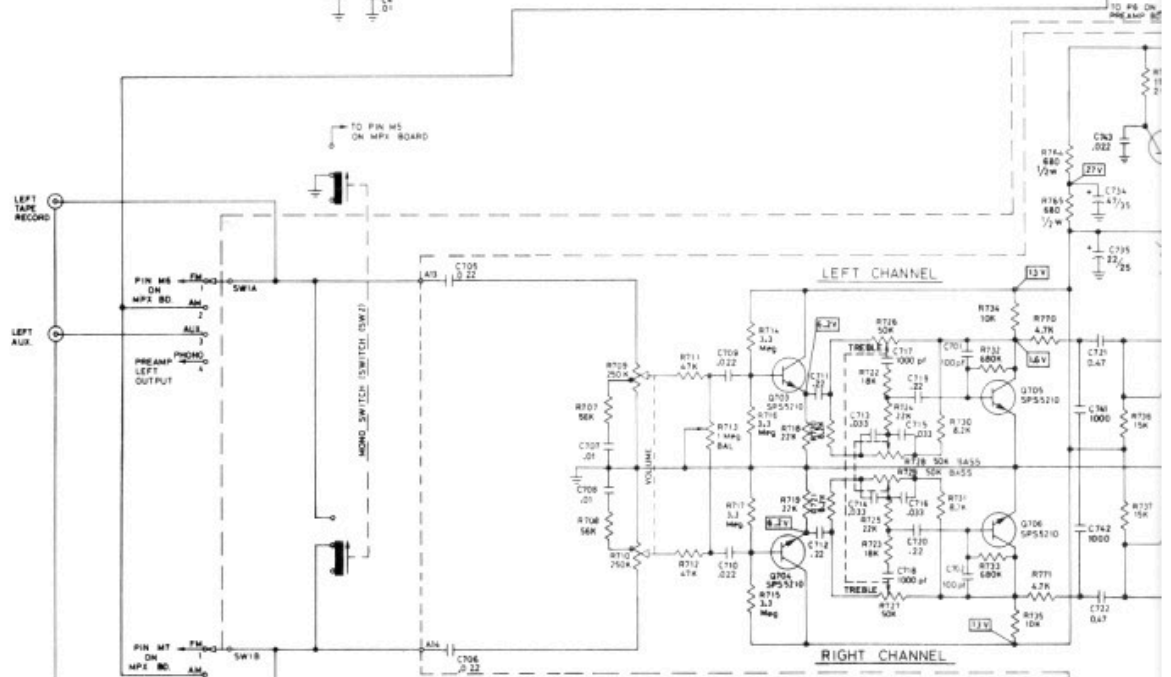 .01
TO P6 ON
PREAMP
TO PIN M5
ON MPX BOARD
LEFT
TAPE
RECORD
PIN M6
ON
MPX BD.
FM
1
AM
2
SW1A
LEFT
AUX.
AUX.
3
PHONO
4
PREAMP
LEFT
OUTPUT
MONO SWITCH (SWITCH (SW2)
A13
C705
0.22
C743
.022
R764
680
1/2W
27V
C734
47/35
R765
680
1/2W
C735
22/25
LEFT CHANNEL
13V
R734
10K
R770
4.7K
1.6V
C721
0.47
R714
3.3
Meg
6.2V
R726
50K
TREBLE
C717
1000 pf
C701
100pf
R732
680K
R709
250K
R711
47K
C709
.022
C711
.22
R722
18K
C719
.22
Q705
SPS5210
Q703
SPS5210
R707
56K
R713
1 Meg
BAL
R716
3.3
Meg
R718
22K
C713
.033
R724
22K
C715
.033
R730
8.2K
C741
1000
R736
15K
C707
.01
VOLUME
R728 50K BASS
50K BASS
C708
.01
R717
3.3
Meg
R719
22K
C714
.033
C716
.033
R731
8.2K
R725
22K
R708
56K
6.2V
C712
.22
R723
18K
C720
.22
Q706
SPS5210
C742
1000
R737
15K
R710
250K
R712
47K
C710
.022
Q704
SPS5210
C718
1000 pf
C702
100pf
R733
680K
R771
4.7K
R715
3.3
Meg
TREBLE
R727
50K
C722
0.47
R735
10K
13V
PIN M7
ON
MPX BD.
FM
1
AM
SW1B
A14
C706
0.22
RIGHT CHANNEL